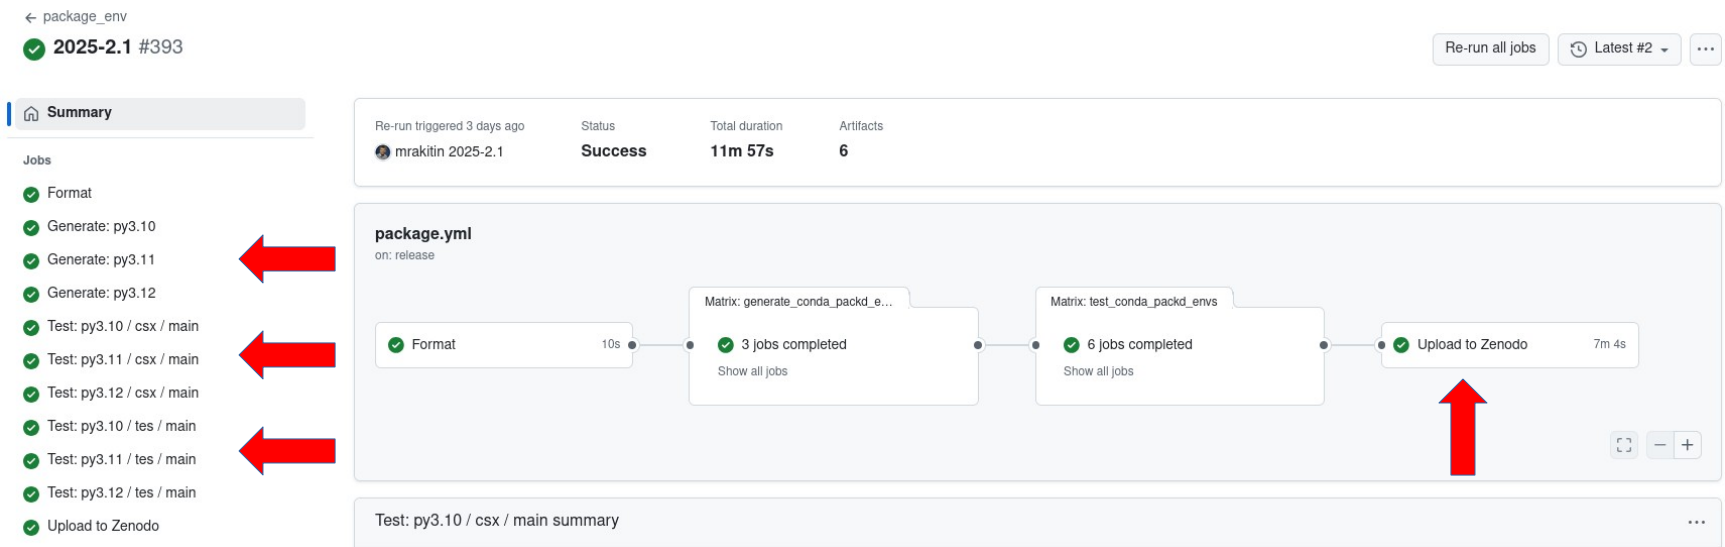 package_env
2025-2.1 #393
Re-run all jobs
Latest #2
Summary
Jobs
Format
Generate: py3.10
Generate: py3.11
Generate: py3.12
Test: py3.10 / csx / main
Test: py3.11 / csx / main
Test: py3.12 / csx / main
Test: py3.10 / tes / main
Test: py3.11 / tes / main
Test: py3.12 / tes / main
Upload to Zenodo
Re-run triggered 3 days ago
mrakitin 2025-2.1
Status
Success
Total duration
11m 57s
Artifacts
6
package.yml
on: release
Format 10s
Matrix: generate_conda_packd_e...
3 jobs completed
Show all jobs
Matrix: test_conda_packd_envs
6 jobs completed
Show all jobs
Upload to Zenodo 7m 4s
Test: py3.10 / csx / main summary